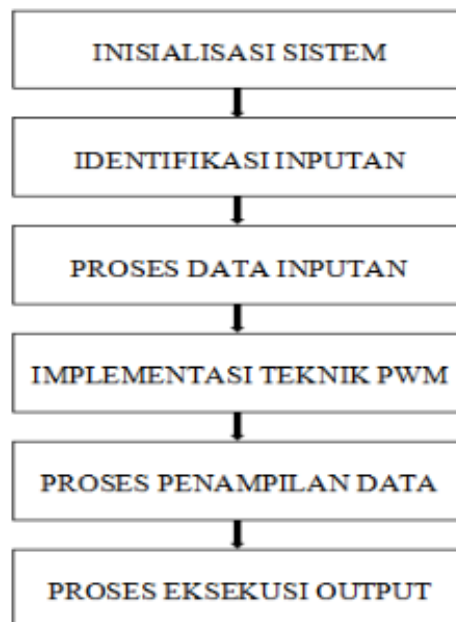 INISIALISASI SISTEM
IDENTIFIKASI INPUTAN
PROSES DATA INPUTAN
IMPLEMENTASI TEKNIK PWM
PROSES PENAMPILAN DATA
PROSES EKSEKUSI OUTPUT